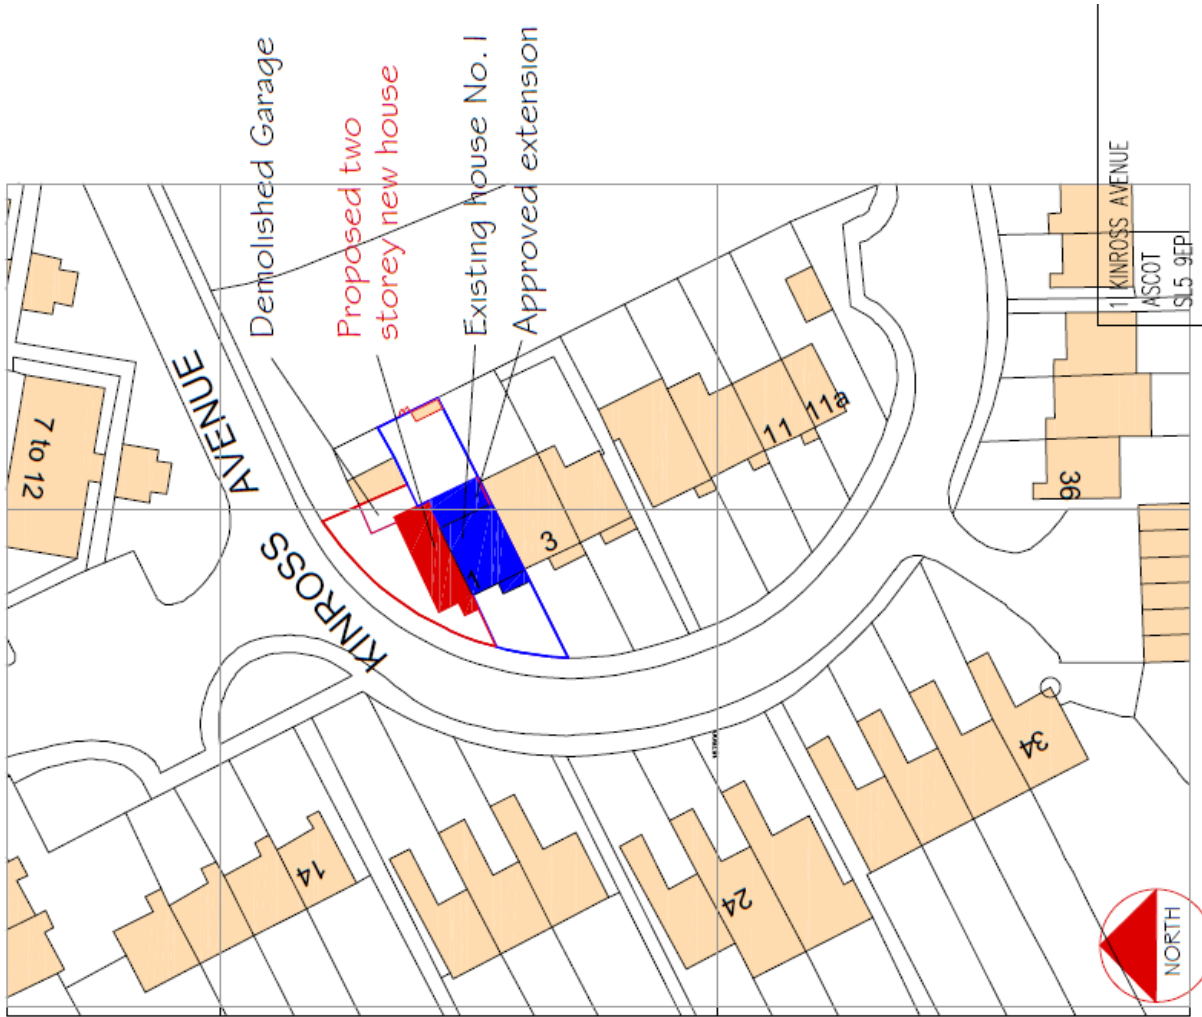 Demolished Garage
Proposed two
storey new house
Existing house No. 1
Approved extension
1 KINROSS AVENUE
ASCOT
SL5 9EP
KINROSS AVENUE
7 to 12
1
3
11
11a
36
34
24
14
NORTH